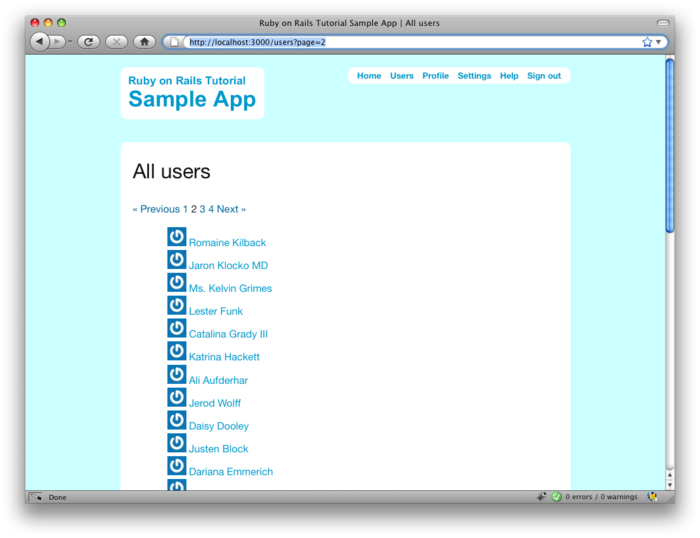 Ruby on Rails Tutorial Sample App | All users
http://localhost:3000/users?page=2
Ruby on Rails Tutorial
Sample App
Home Users Profile Settings Help Sign out
All users
« Previous 1 2 3 4 Next »
Romaine Kilback
Jaron Klocko MD
Ms. Kelvin Grimes
Lester Funk
Catalina Grady III
Katrina Hackett
Ali Aufderhar
Jerod Wolff
Daisy Dooley
Justen Block
Dariana Emmerich
Done
0 errors / 0 warnings